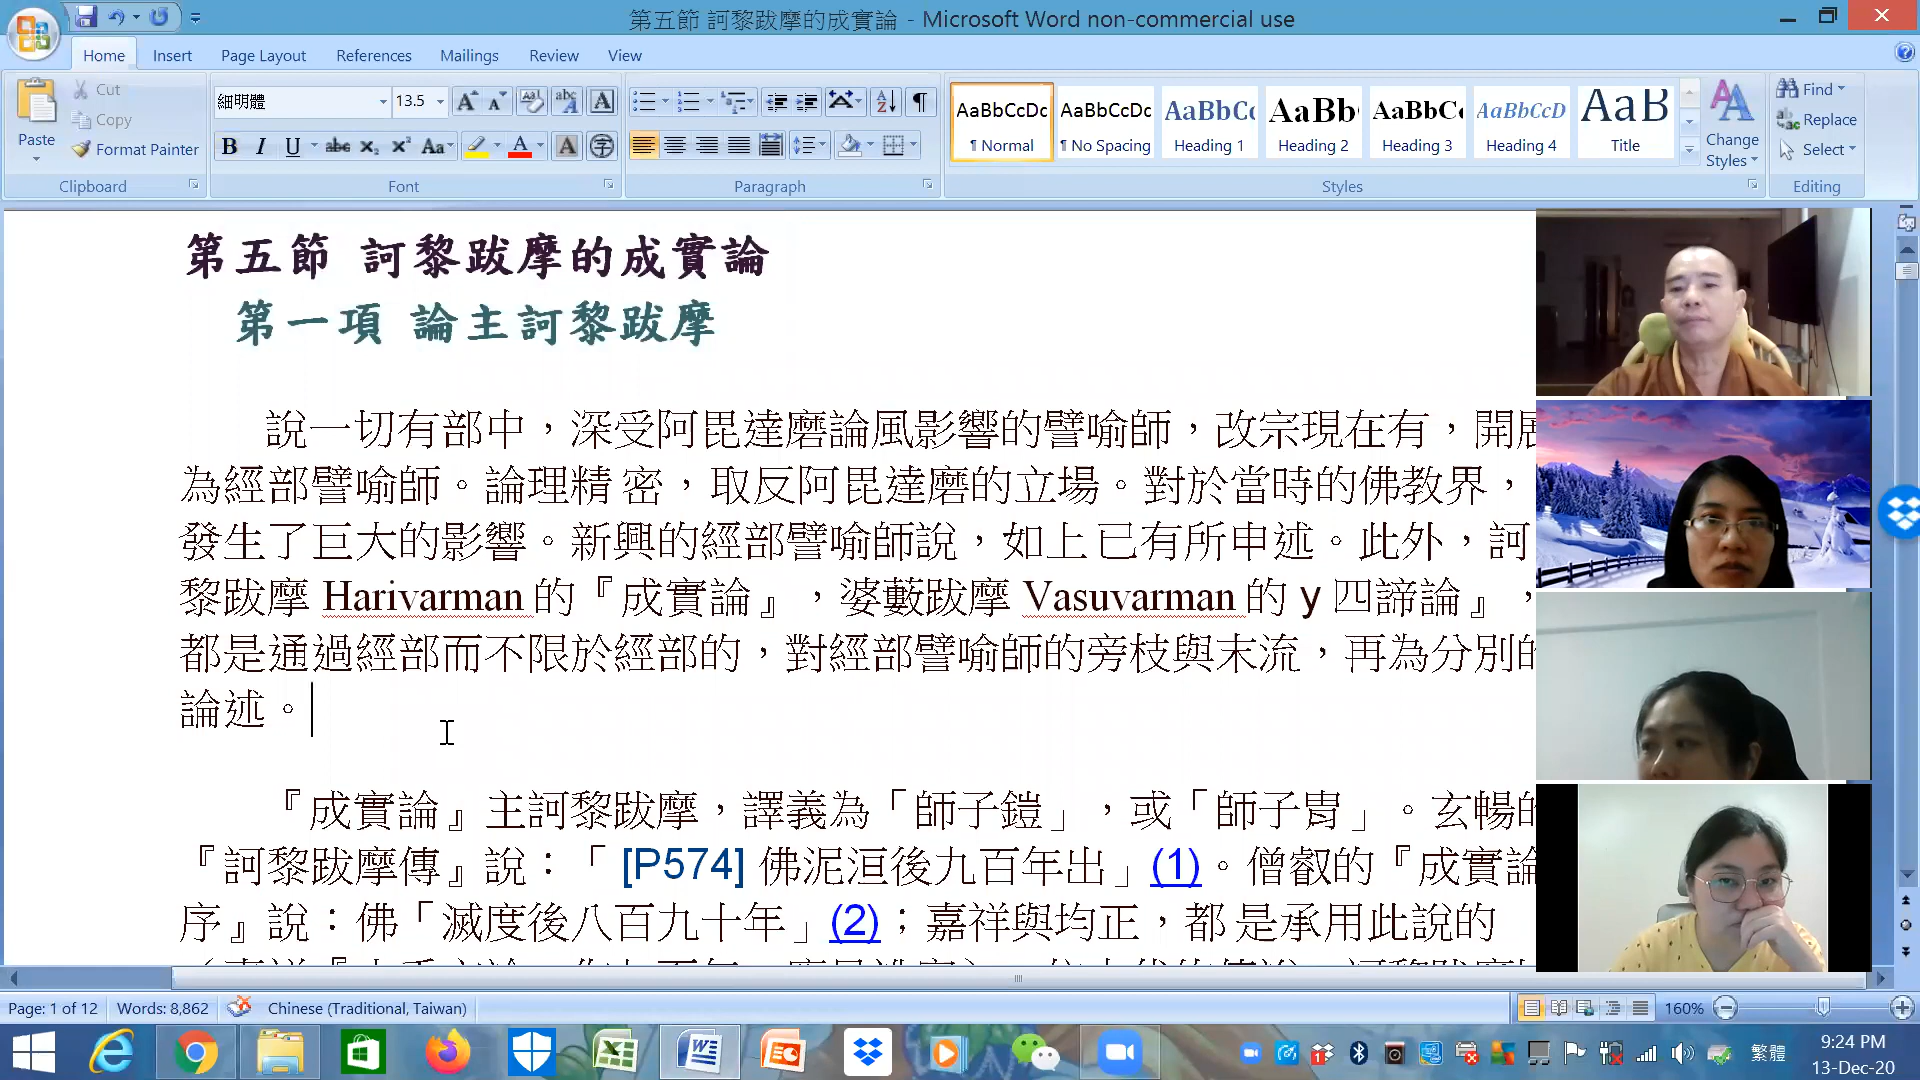 第五節 訶黎跋摩的成實論 - Microsoft Word non-commercial use
Home Insert Page Layout References Mailings Review View
Paste
Cut
Copy
Format Painter
Clipboard
細明體 13.5
Font
Paragraph
AaBbCcDc AaBbCcDc AaBbCc AaBb AaBbCc AaBbCcD AaB
¶ Normal ¶ No Spacing Heading 1 Heading 2 Heading 3 Heading 4 Title
Change Styles
Styles
Find
Replace
Select
Editing
第五節 訶黎跋摩的成實論
第一項 論主訶黎跋摩
說一切有部中，深受阿毘達磨論風影響的譬喻師，改宗現在有，開展
為經部譬喻師。論理精 密，取反阿毘達磨的立場。對於當時的佛教界，
發生了巨大的影響。新興的經部譬喻師說，如上 已有所申述。此外，訶
黎跋摩 Harivarman 的『成實論』，婆藪跋摩 Vasuvarman 的 y 四諦論』，
都是通過經部而不限於經部的，對經部譬喻師的旁枝與末流，再為分別的
論述。
『成實論』主訶黎跋摩，譯義為「師子鎧」，或「師子冑」。玄暢的
『訶黎跋摩傳』說：「 [P574] 佛泥洹後九百年出」(1)。僧叡的『成實論
序』說：佛「滅度後八百九十年」(2)；嘉祥與均正，都 是承用此說的
Page: 1 of 12 Words: 8,862 Chinese (Traditional, Taiwan) 160%
繁體
9:24 PM
13-Dec-20